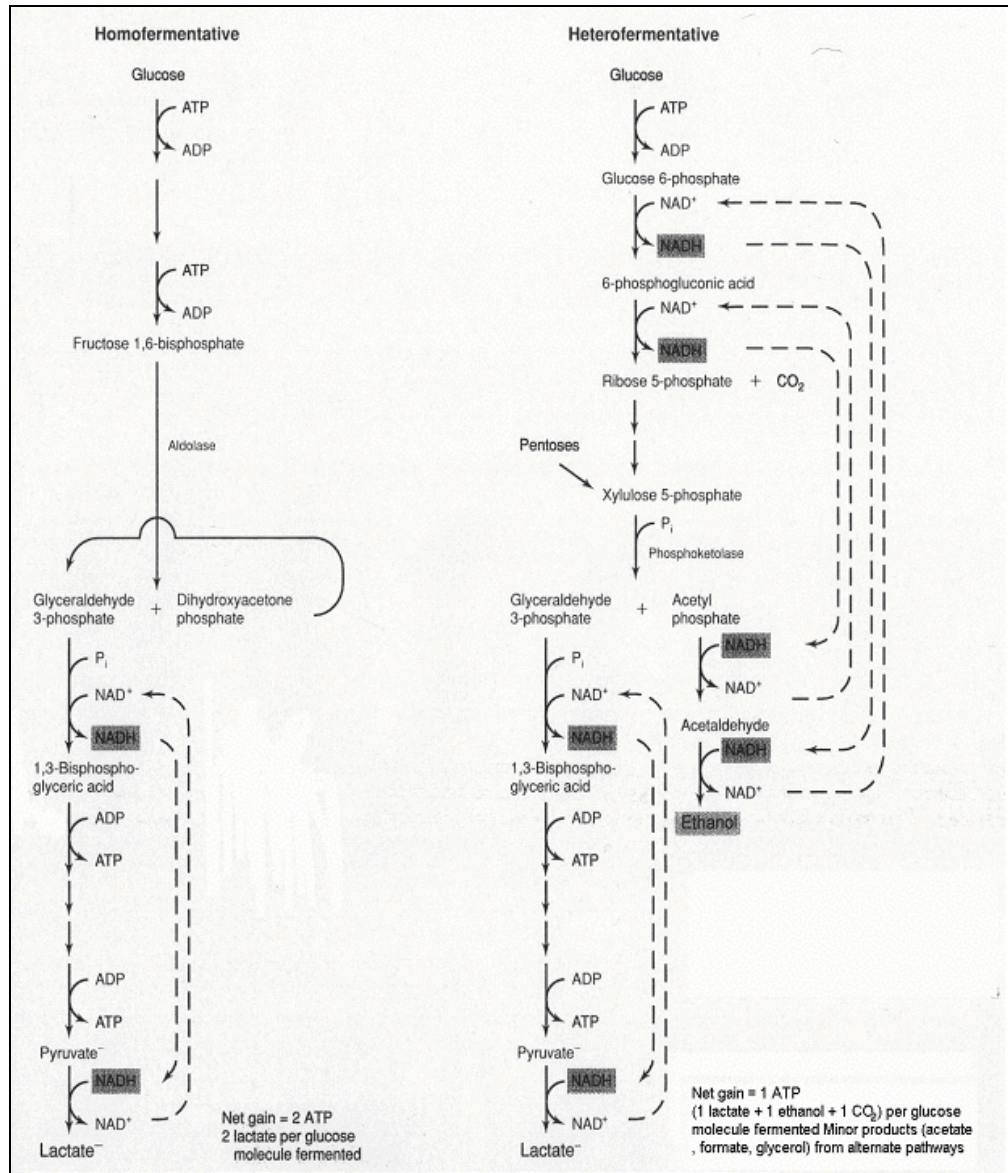 Homofermentative
Glucose
ATP
ADP
ATP
ADP
Fructose 1,6-bisphosphate
Aldolase
Glyceraldehyde
3-phosphate
+
Dihydroxyacetone
phosphate
Pi
NAD⁺
NADH
1,3-Bisphospho-
glyceric acid
ADP
ATP
ADP
ATP
Pyruvate⁻
NADH
NAD⁺
Lactate⁻
Net gain = 2 ATP
2 lactate per glucose
molecule fermented
Heterofermentative
Glucose
ATP
ADP
Glucose 6-phosphate
NAD⁺
NADH
6-phosphogluconic acid
NAD⁺
NADH
Ribose 5-phosphate + CO₂
Pentoses
Xylulose 5-phosphate
Pi
Phosphoketolase
Glyceraldehyde
3-phosphate
+
Acetyl
phosphate
NADH
NAD⁺
Acetaldehyde
NADH
NAD⁺
Ethanol
Pi
NAD⁺
NADH
1,3-Bisphospho-
glyceric acid
ADP
ATP
ADP
ATP
Pyruvate⁻
NADH
NAD⁺
Lactate⁻
Net gain = 1 ATP
(1 lactate + 1 ethanol + 1 CO₂) per glucose
molecule fermented Minor products (acetate
, formate, glycerol) from alternate pathways